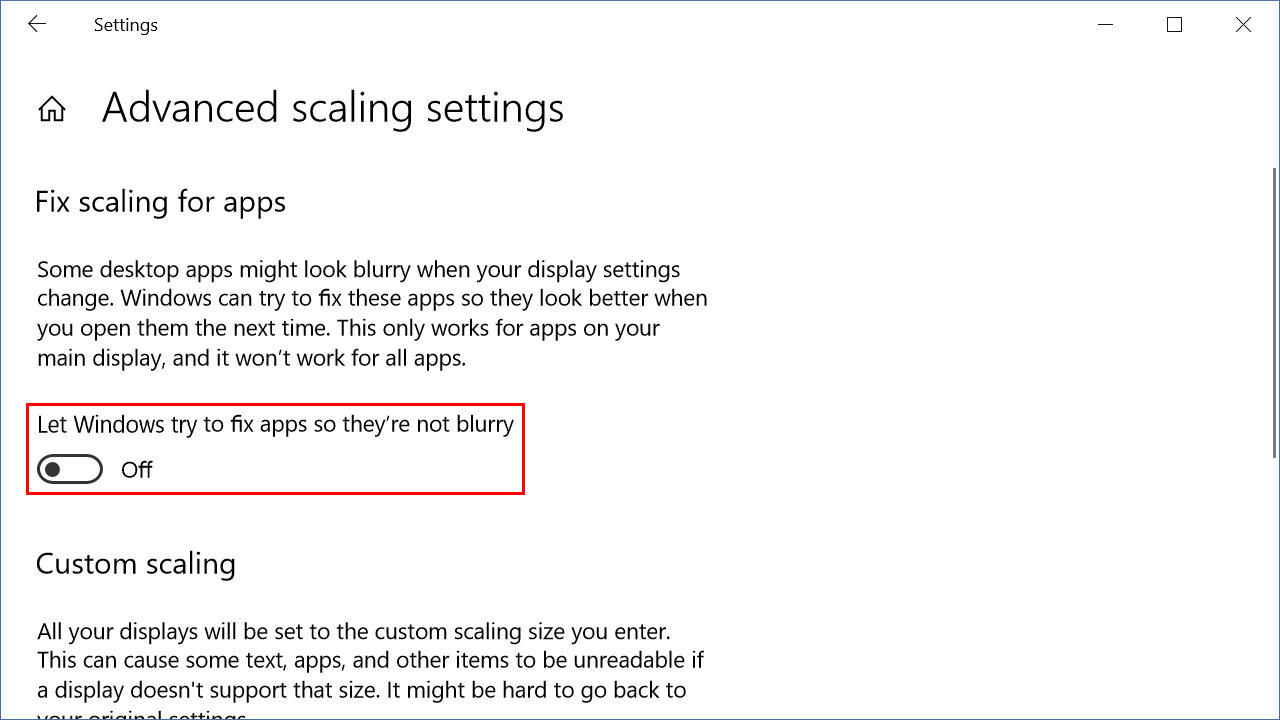 Settings
Advanced scaling settings
Fix scaling for apps
Some desktop apps might look blurry when your display settings
change. Windows can try to fix these apps so they look better when
you open them the next time. This only works for apps on your
main display, and it won’t work for all apps.
Let Windows try to fix apps so they’re not blurry
Off
Custom scaling
All your displays will be set to the custom scaling size you enter.
This can cause some text, apps, and other items to be unreadable if
a display doesn't support that size. It might be hard to go back to
your original settings.